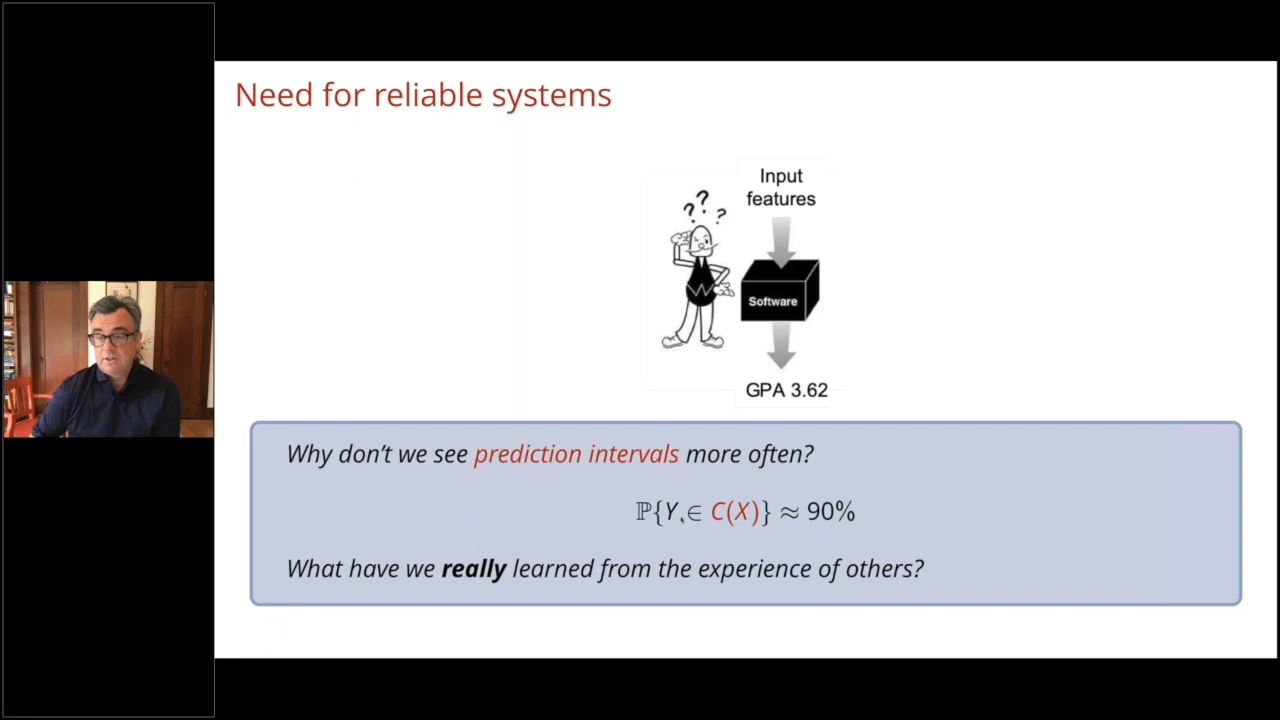 Need for reliable systems
? ? ?
Input
features
Software
GPA 3.62
Why don't we see prediction intervals more often?
ℙ{Y ∈ C(X)} ≈ 90%
What have we really learned from the experience of others?